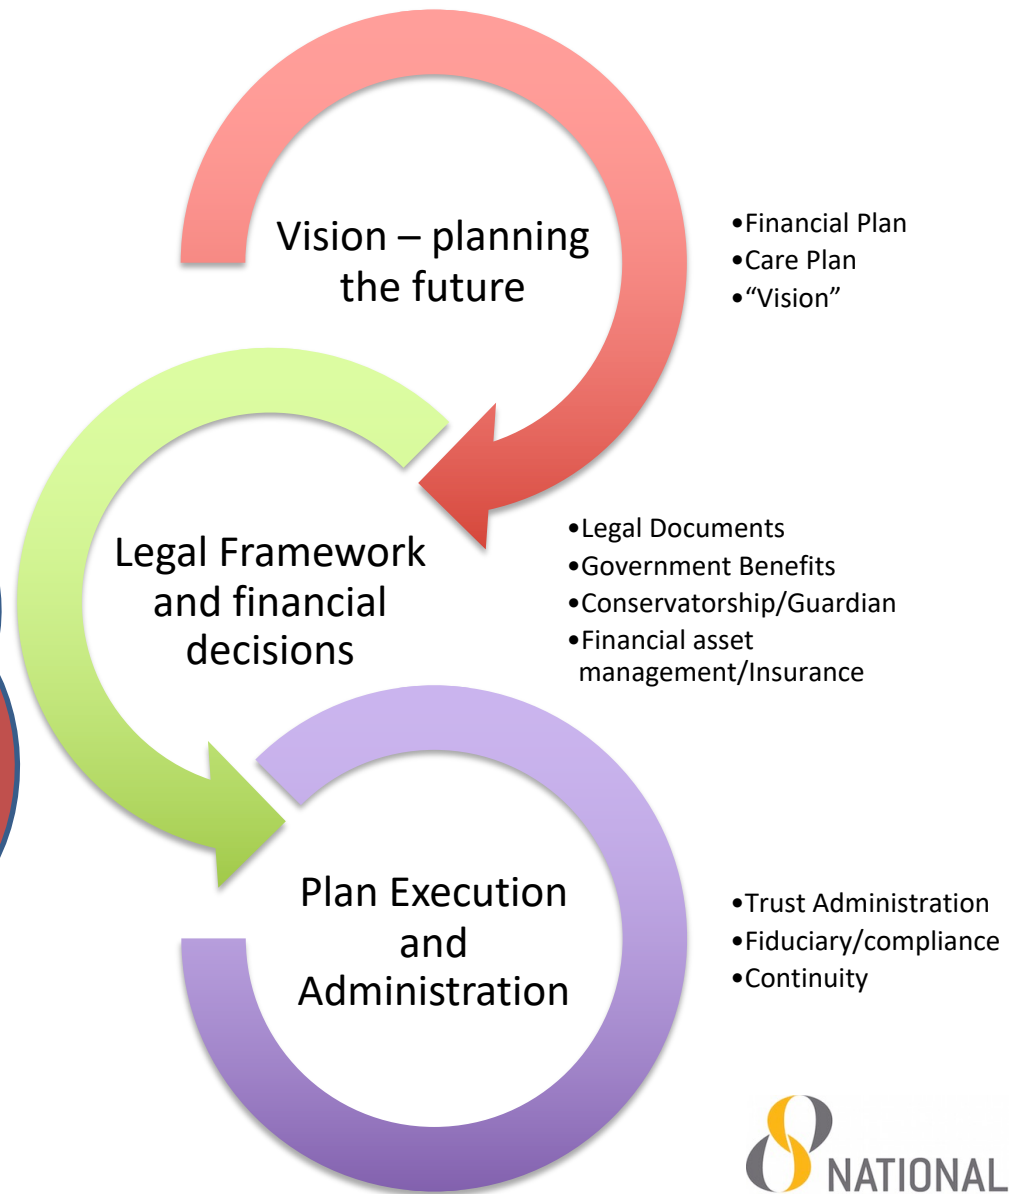 Vision – planning
the future
•Financial Plan
•Care Plan
•“Vision”
Legal Framework
and financial
decisions
•Legal Documents
•Government Benefits
•Conservatorship/Guardian
•Financial asset
management/Insurance
Plan Execution
and
Administration
•Trust Administration
•Fiduciary/compliance
•Continuity
NATIONAL